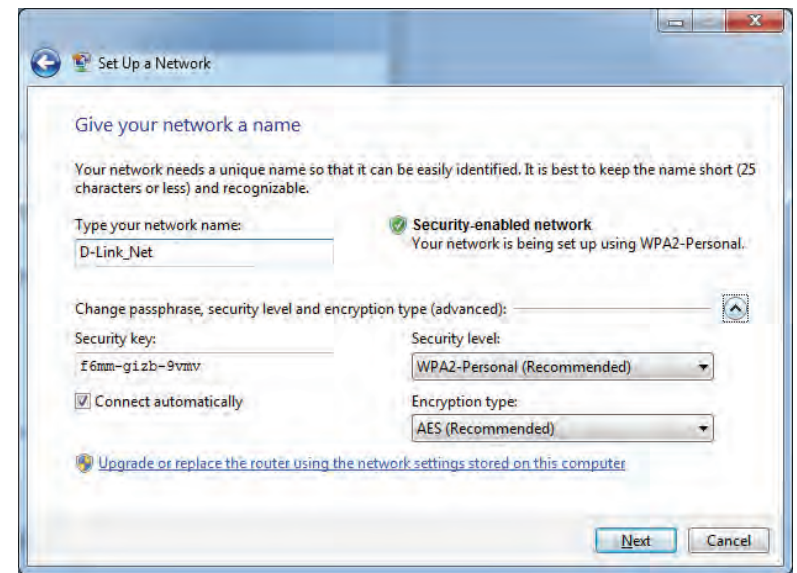 Set Up a Network
Give your network a name
Your network needs a unique name so that it can be easily identified. It is best to keep the name short (25
characters or less) and recognizable.
Type your network name:
D-Link_Net
Security-enabled network
Your network is being set up using WPA2-Personal.
Change passphrase, security level and encryption type (advanced):
Security key:
f6mm-gizb-9vmv
Security level:
WPA2-Personal (Recommended)
Connect automatically
Encryption type:
AES (Recommended)
Upgrade or replace the router using the network settings stored on this computer
Next
Cancel